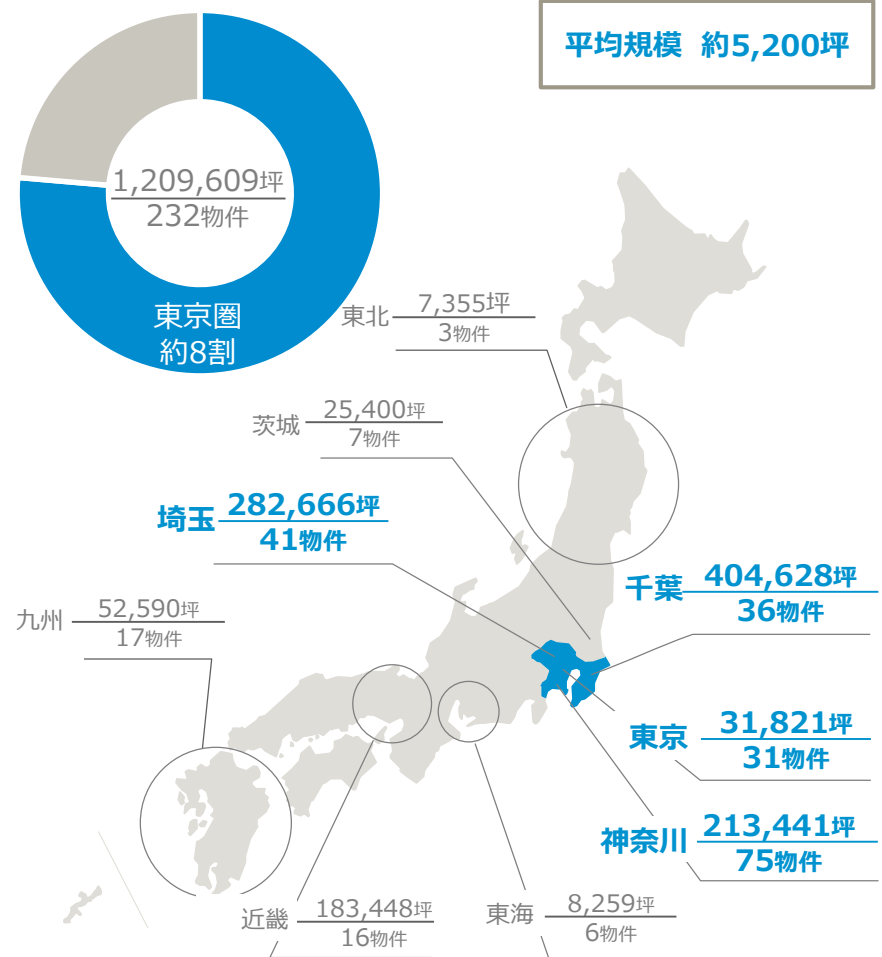 平均規模 約5,200坪
1,209,609坪
232物件
東京圏
約8割
東北
7,355坪
3物件
茨城
25,400坪
7物件
埼玉
282,666坪
41物件
千葉
404,628坪
36物件
九州
52,590坪
17物件
東京
31,821坪
31物件
神奈川
213,441坪
75物件
近畿
183,448坪
16物件
東海
8,259坪
6物件